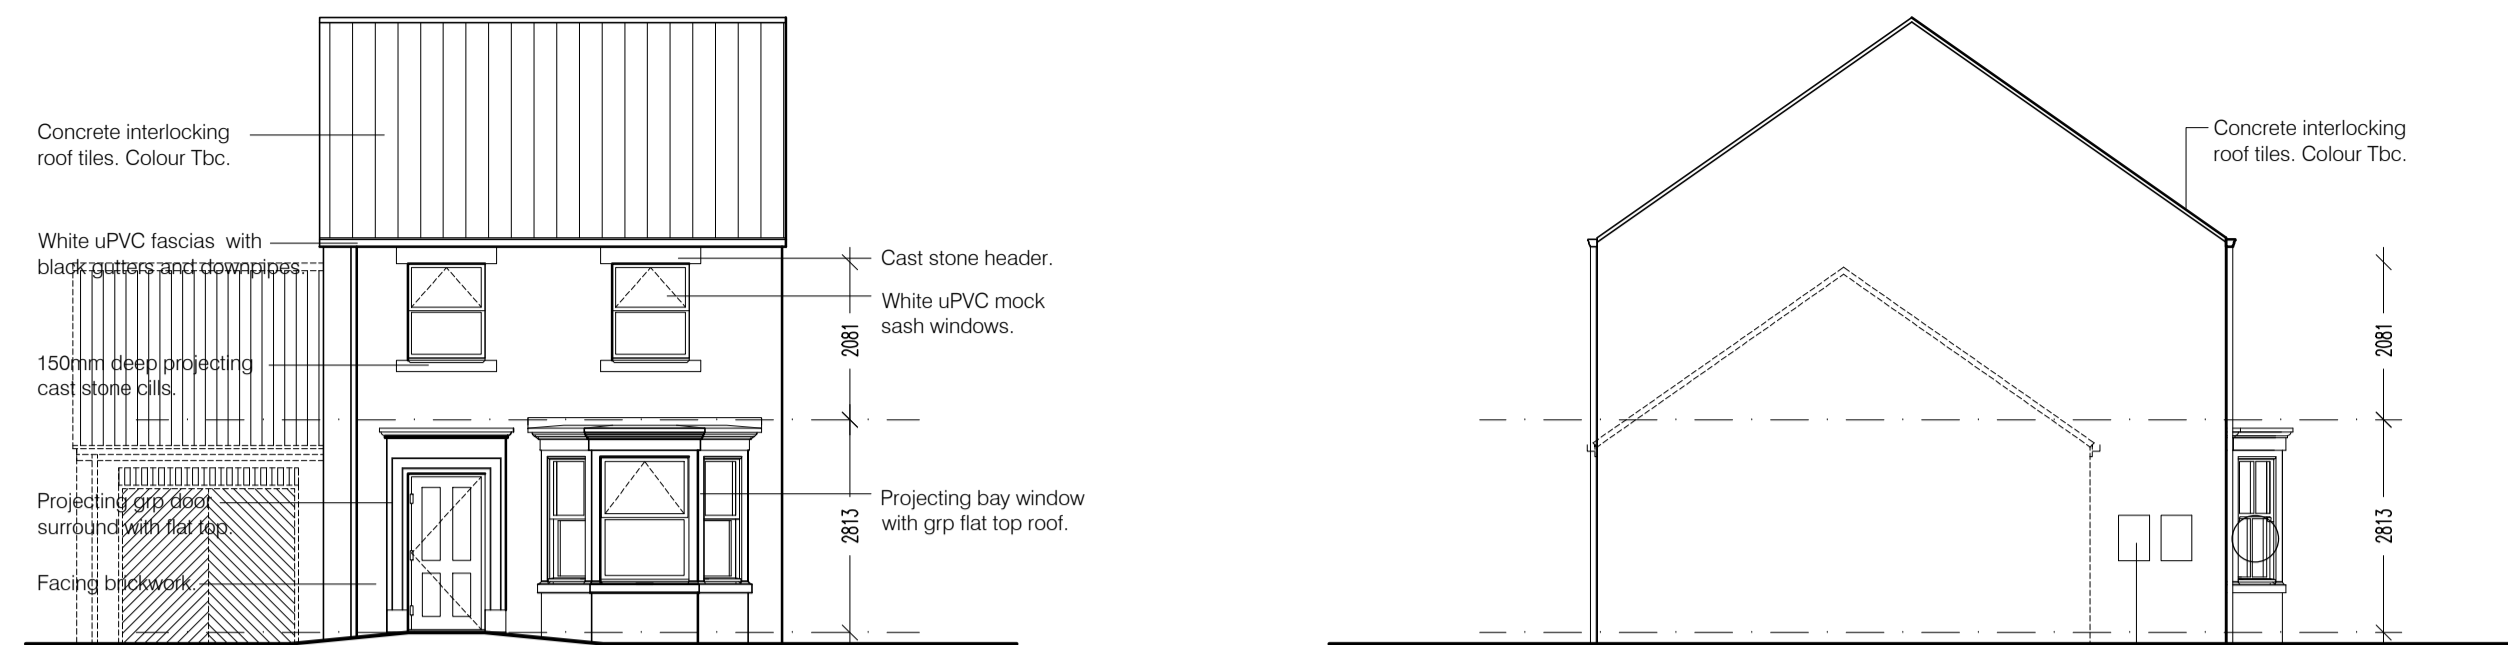 Concrete interlocking
roof tiles. Colour Tbc.
White uPVC fascias with
black gutters and downpipes.
150mm deep projecting
cast stone cills.
Projecting grp door
surround with flat top.
Facing brickwork.
Cast stone header.
White uPVC mock
sash windows.
2081
Projecting bay window
with grp flat top roof.
2813
Concrete interlocking
roof tiles. Colour Tbc.
2081
2813